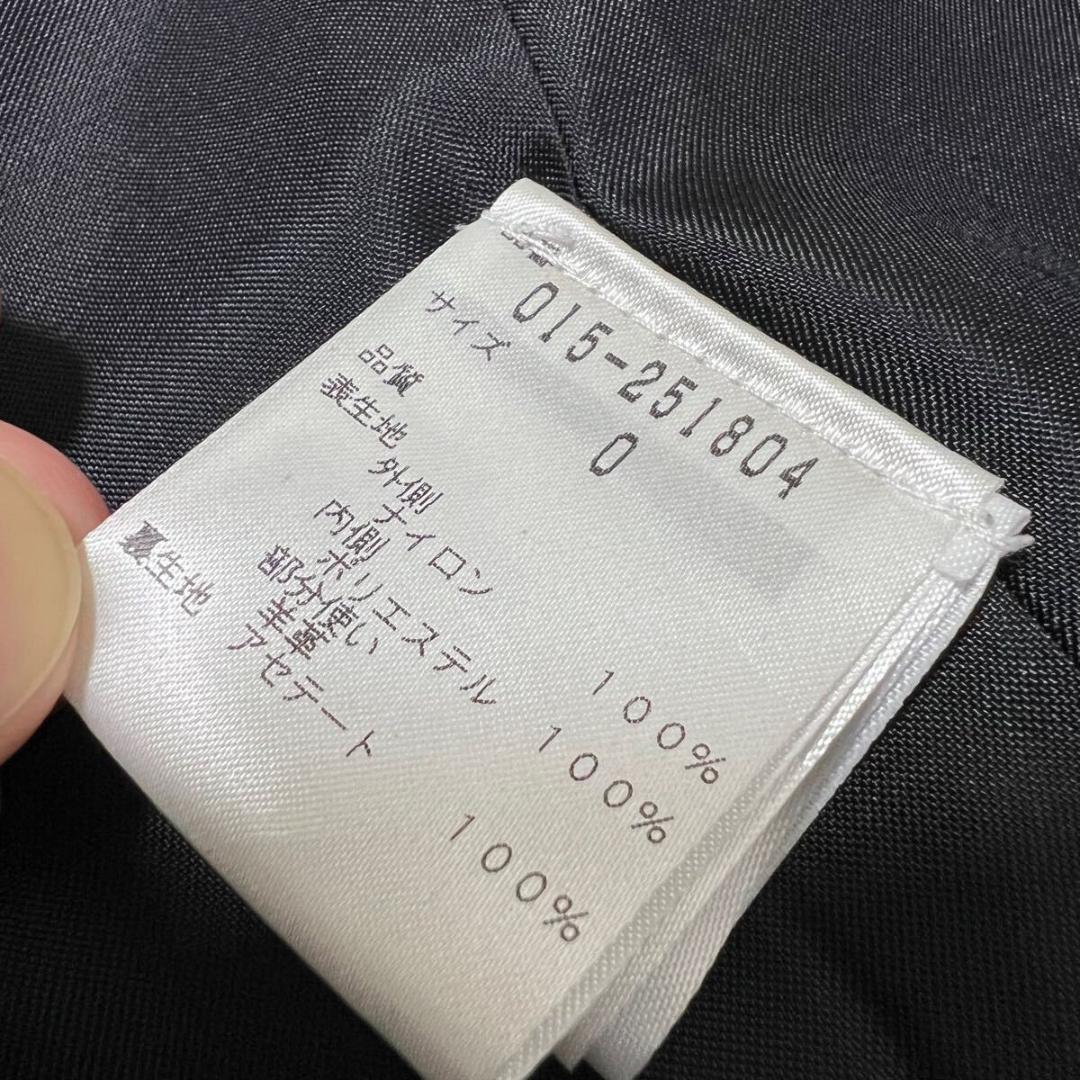 015-251804
サイズ 0
品質
表生地
外側
ナイロン 100%
内側
ポリエステル 100%
部分使い
羊革
裏生地 アセテート 100%